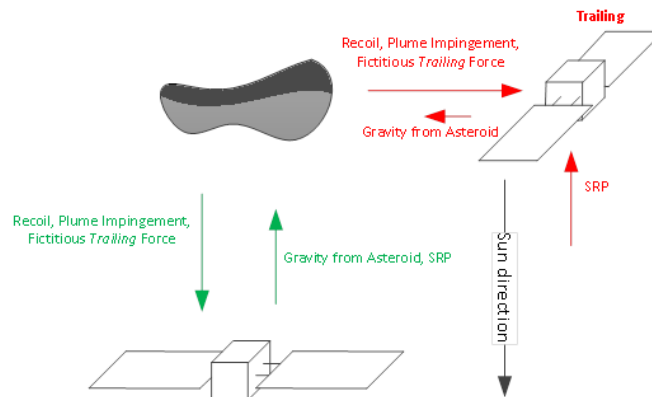 Trailing
Recoil, Plume Impingement,
Fictitious Trailing Force
Gravity from Asteroid
SRP
Recoil, Plume Impingement,
Fictitious Trailing Force
Gravity from Asteroid, SRP
Sun direction